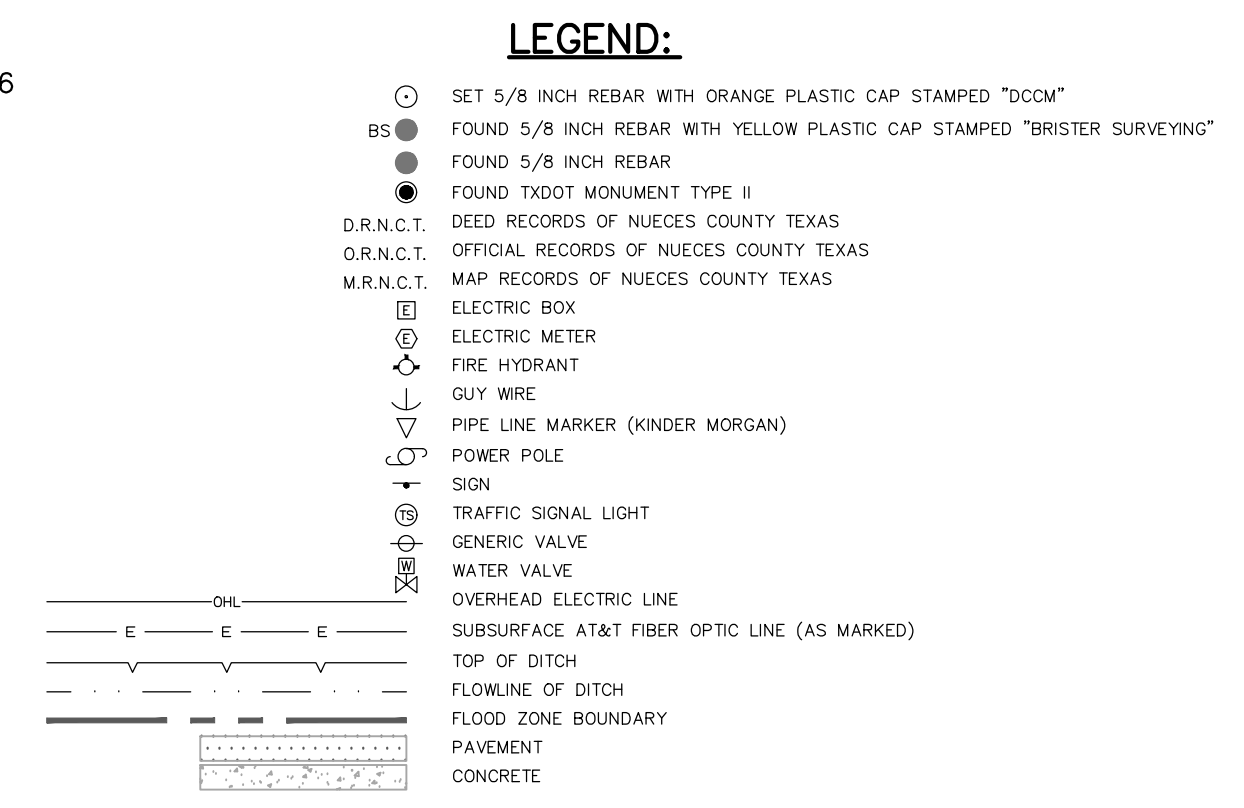 LEGEND:
6
SET 5/8 INCH REBAR WITH ORANGE PLASTIC CAP STAMPED "DCCM"
BS FOUND 5/8 INCH REBAR WITH YELLOW PLASTIC CAP STAMPED "BRISTER SURVEYING"
FOUND 5/8 INCH REBAR
FOUND TXDOT MONUMENT TYPE II
D.R.N.C.T. DEED RECORDS OF NUECES COUNTY TEXAS
O.R.N.C.T. OFFICIAL RECORDS OF NUECES COUNTY TEXAS
M.R.N.C.T. MAP RECORDS OF NUECES COUNTY TEXAS
E ELECTRIC BOX
E ELECTRIC METER
FIRE HYDRANT
GUY WIRE
PIPE LINE MARKER (KINDER MORGAN)
POWER POLE
SIGN
TS TRAFFIC SIGNAL LIGHT
GENERIC VALVE
W WATER VALVE
OHL OVERHEAD ELECTRIC LINE
E E E SUBSURFACE AT&T FIBER OPTIC LINE (AS MARKED)
TOP OF DITCH
FLOWLINE OF DITCH
FLOOD ZONE BOUNDARY
PAVEMENT
CONCRETE